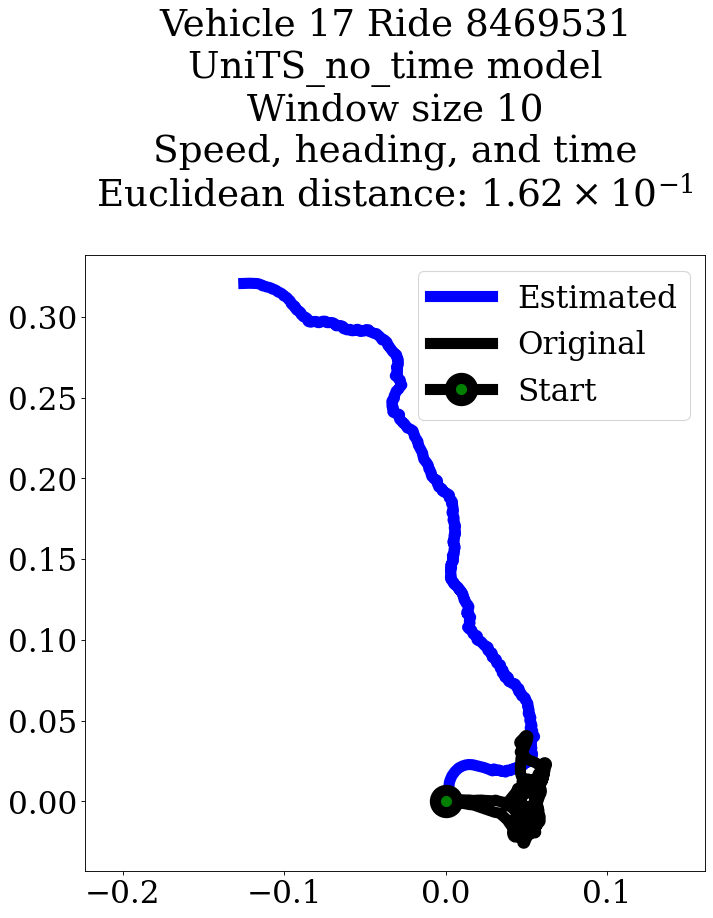 Vehicle 17 Ride 8469531
UniTS_no_time model
Window size 10
Speed, heading, and time
Euclidean distance: 1.62 × 10⁻¹
Estimated
Original
Start
0.30
0.25
0.20
0.15
0.10
0.05
0.00
−0.2
−0.1
0.0
0.1